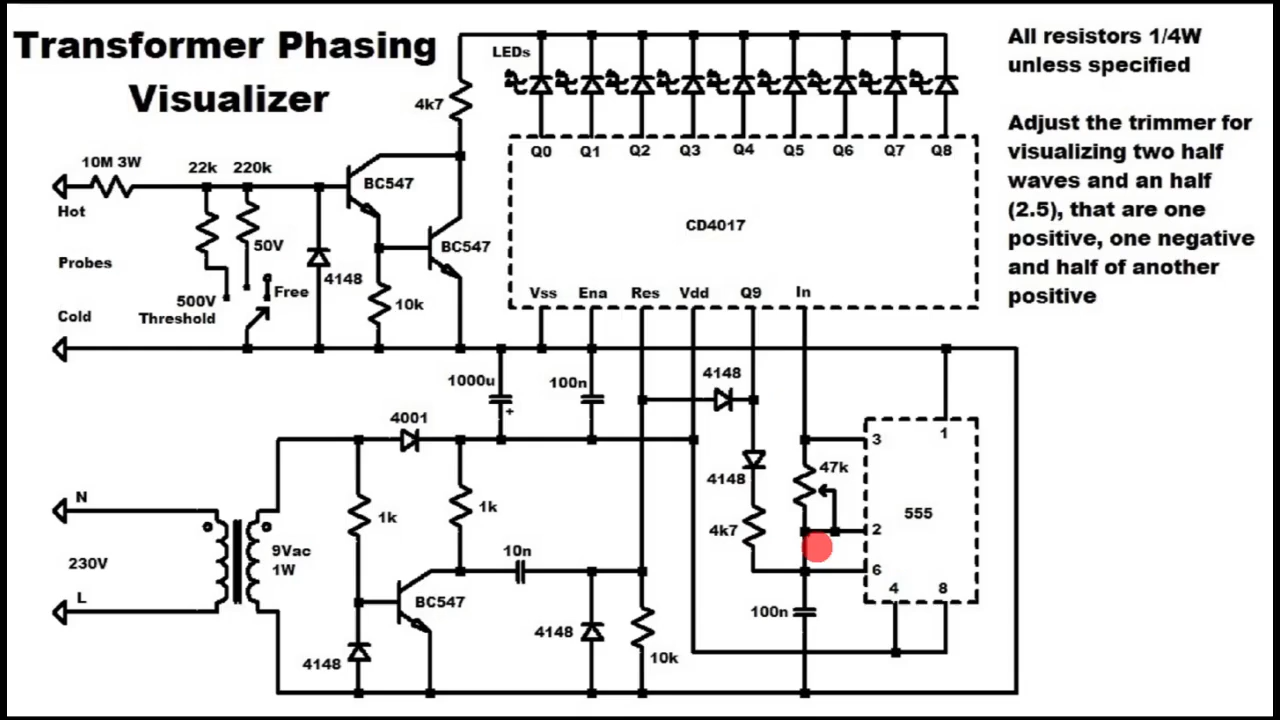 Transformer Phasing
Visualizer
LEDs
4k7
All resistors 1/4W
unless specified
Adjust the trimmer for
visualizing two half
waves and an half
(2.5), that are one
positive, one negative
and half of another
positive
Q0 Q1 Q2 Q3 Q4 Q5 Q6 Q7 Q8
10M 3W
22k 220k
BC547
Hot
CD4017
50V
BC547
Probes
4148
Free
500V
Threshold
10k
Cold
Vss Ena Res Vdd Q9 In
4148
1000u
+
100n
4001
3
1
47k
4148
1k
1k
N
555
4k7
2
230V
9Vac
1W
10n
6
4 8
L
BC547
100n
4148
4148
10k